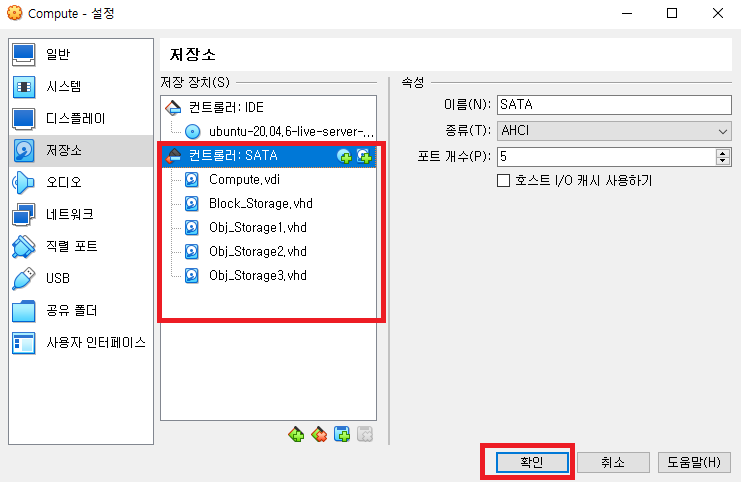 Compute - 설정
일반
시스템
디스플레이
저장소
오디오
네트워크
직렬 포트
USB
공유 폴더
사용자 인터페이스
저장소
저장 장치(S)
컨트롤러: IDE
ubuntu-20.04.6-live-server-...
컨트롤러: SATA
Compute.vdi
Block_Storage.vhd
Obj_Storage1.vhd
Obj_Storage2.vhd
Obj_Storage3.vhd
속성
이름(N): SATA
종류(T): AHCI
포트 개수(P): 5
호스트 I/O 캐시 사용하기
확인 취소 도움말(H)